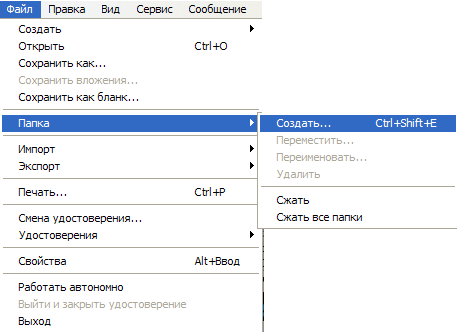 Файл Правка Вид Сервис Сообщение
Создать
Открыть Ctrl+O
Сохранить как...
Сохранить вложения...
Сохранить как бланк...
Папка
Создать... Ctrl+Shift+E
Переместить...
Переименовать...
Удалить
Сжать
Сжать все папки
Импорт
Экспорт
Печать... Ctrl+P
Смена удостоверения...
Удостоверения
Свойства Alt+Ввод
Работать автономно
Выйти и закрыть удостоверение
Выход